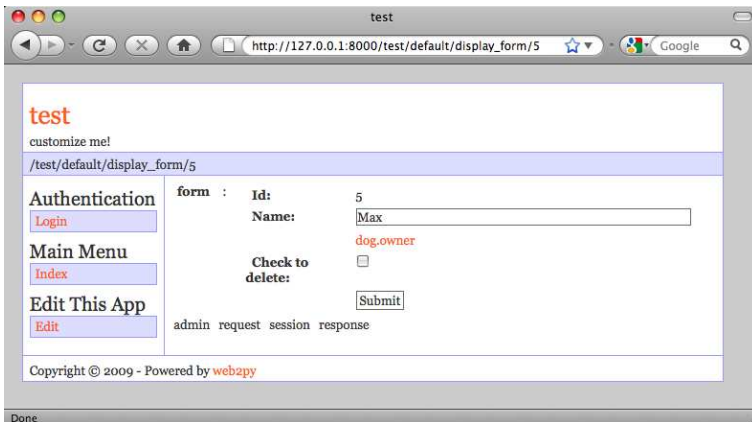 test
http://127.0.0.1:8000/test/default/display_form/5
Google
test
customize me!
/test/default/display_form/5
Authentication
Login
Main Menu
Index
Edit This App
Edit
form :
Id: 5
Name: Max
dog.owner
Check to
delete:
Submit
admin request session response
Copyright © 2009 - Powered by web2py
Done